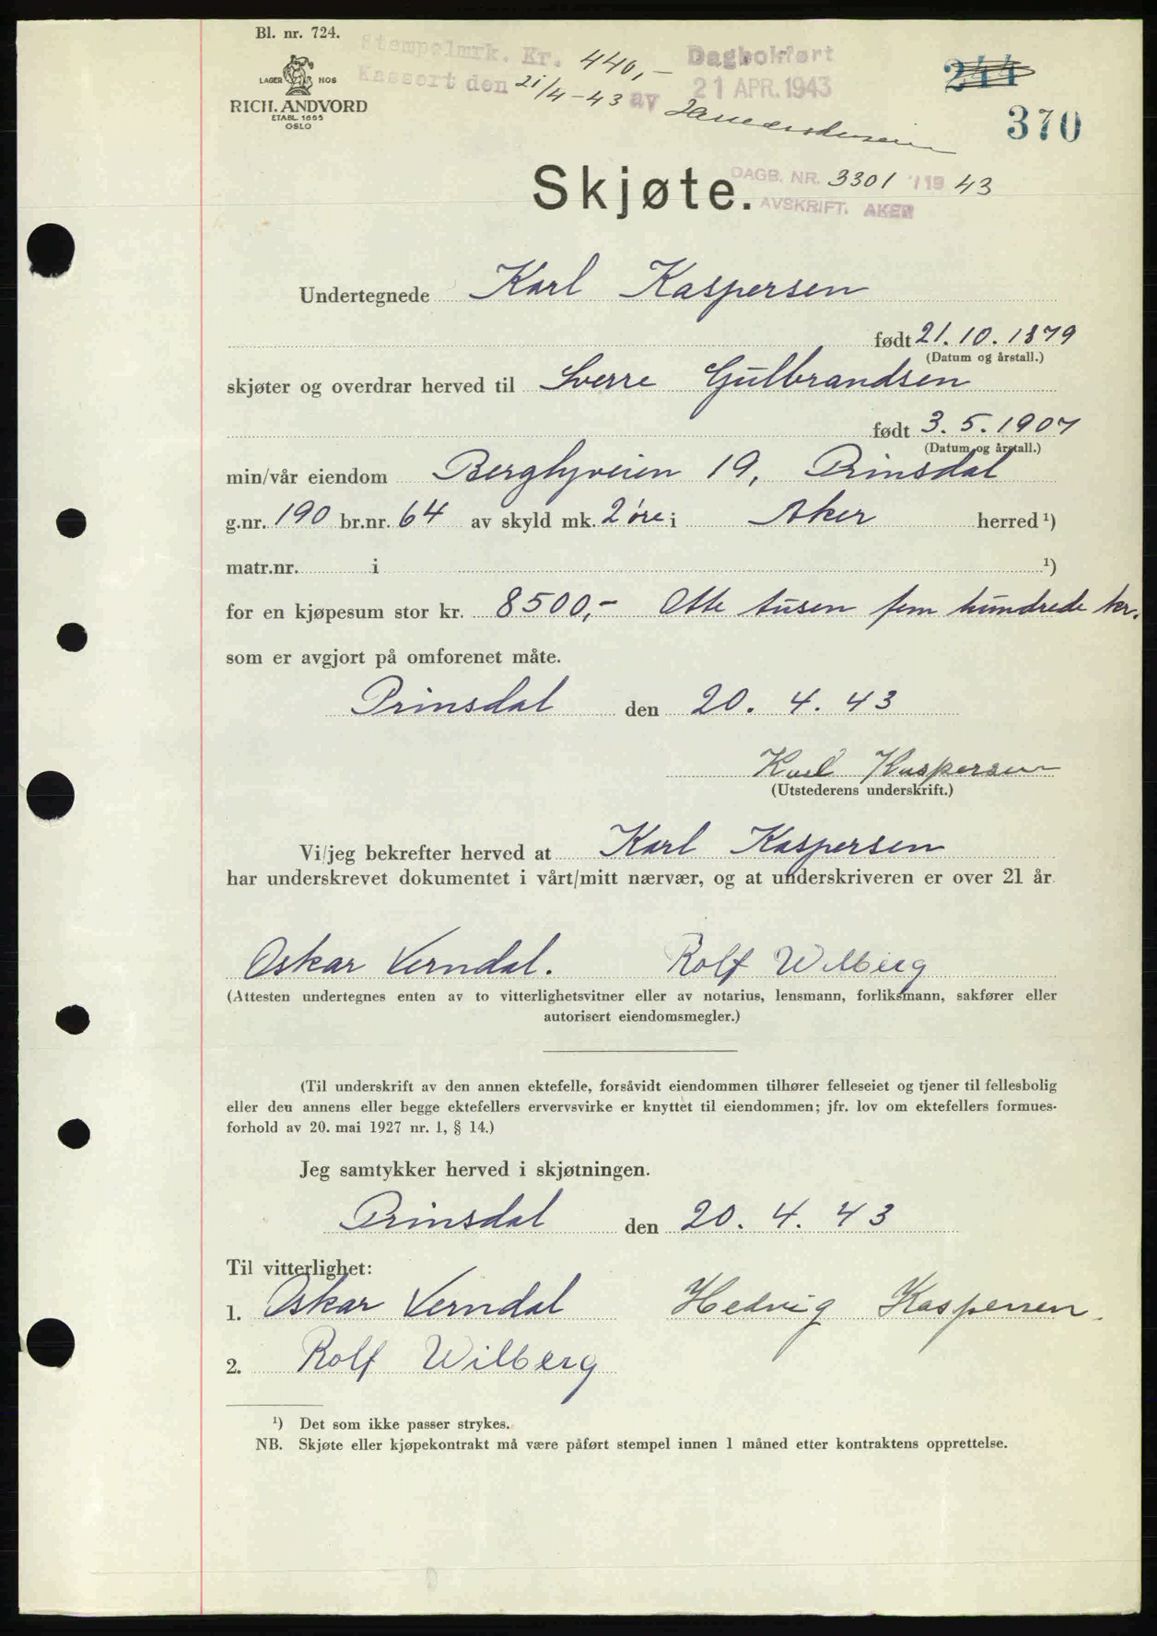 Bl. nr. 724.
Stempelmrk. Kr. 440,- Dagbokført
Kassert den 21/4-43 av 21 APR. 1943
244
LAGER HOS
RICH. ANDVORD
ETABL. 1865
OSLO
370
DAGB. NR. 3301 /19 43
Skjøte.
AVSKRIFT. AKER
Undertegnede Karl Kaspersen
født 21.10.1879
(Datum og årstall.)
skjøter og overdrar herved til Sverre Gulbrandsen
født 3.5.1907
(Datum og årstall.)
min/vår eiendom Berglyveien 19, Prinsdal
g.nr. 190 br.nr. 64 av skyld mk. 2 øre i Aker herred ¹)
matr.nr. i ¹)
for en kjøpesum stor kr. 8500,- Otte tusen fem hundrede kr.
som er avgjort på omforenet måte.
Prinsdal den 20. 4. 43
Karl Kaspersen
(Utstederens underskrift.)
Vi/jeg bekrefter herved at Karl Kaspersen
har underskrevet dokumentet i vårt/mitt nærvær, og at underskriveren er over 21 år
Oskar Verndal. Rolf Wilberg
(Attesten undertegnes enten av to vitterlighetsvitner eller av notarius, lensmann, forliksmann, sakfører eller
autorisert eiendomsmegler.)
(Til underskrift av den annen ektefelle, forsåvidt eiendommen tilhører felleseiet og tjener til fellesbolig
eller den annens eller begge ektefellers ervervsvirke er knyttet til eiendommen; jfr. lov om ektefellers formues-
forhold av 20. mai 1927 nr. 1, § 14.)
Jeg samtykker herved i skjøtningen.
Prinsdal den 20. 4. 43
Til vitterlighet:
1. Oskar Verndal Hedvig Kaspersen.
2. Rolf Wilberg
¹) Det som ikke passer strykes.
NB. Skjøte eller kjøpekontrakt må være påført stempel innen 1 måned etter kontraktens opprettelse.